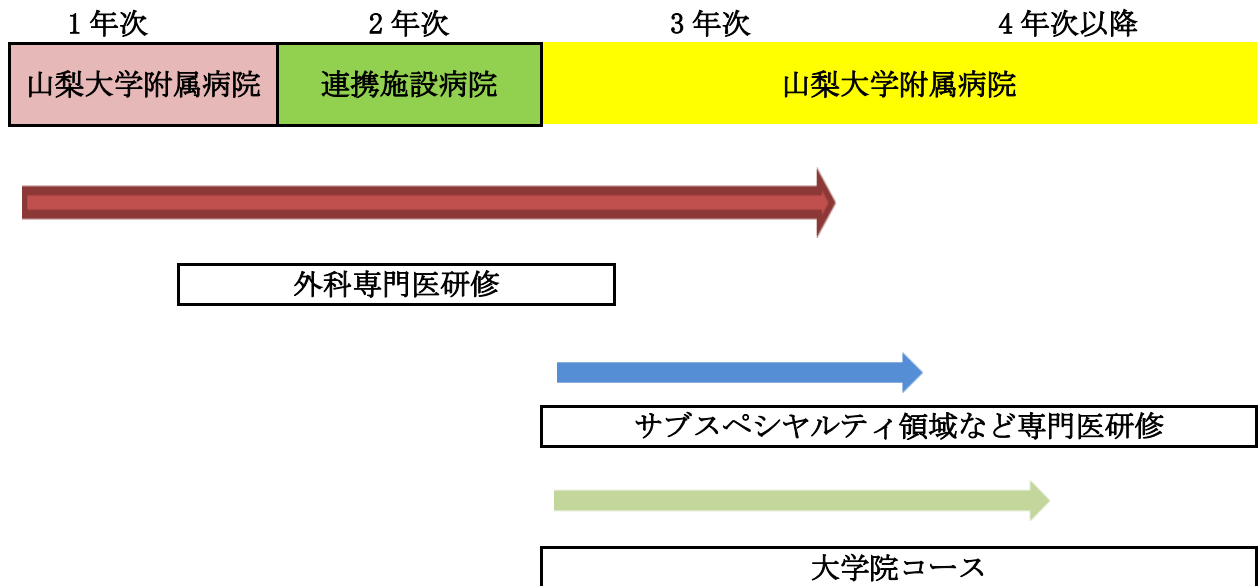 1 年次 2 年次 3 年次 4 年次以降
山梨大学附属病院 連携施設病院 山梨大学附属病院
外科専門医研修
サブスペシヤルティ領域など専門医研修
大学院コース